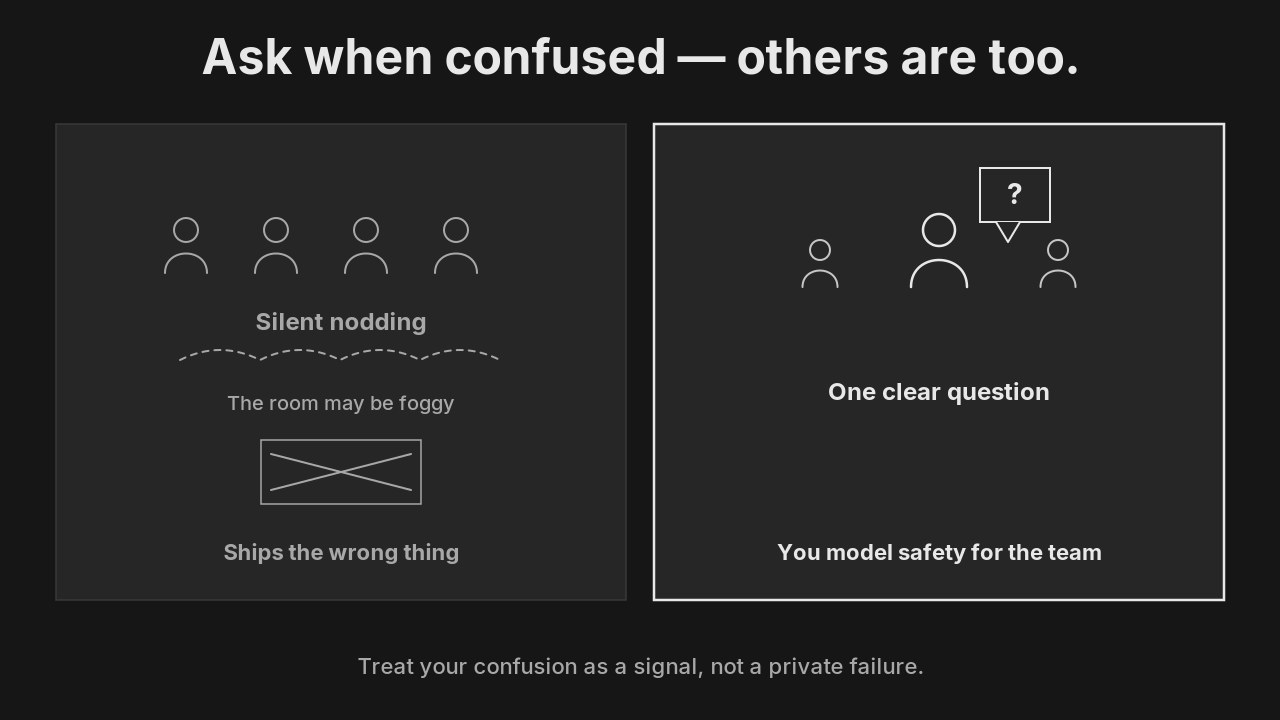 Ask when confused — others are too.
Silent nodding
The room may be foggy
Ships the wrong thing
?
One clear question
You model safety for the team
Treat your confusion as a signal, not a private failure.